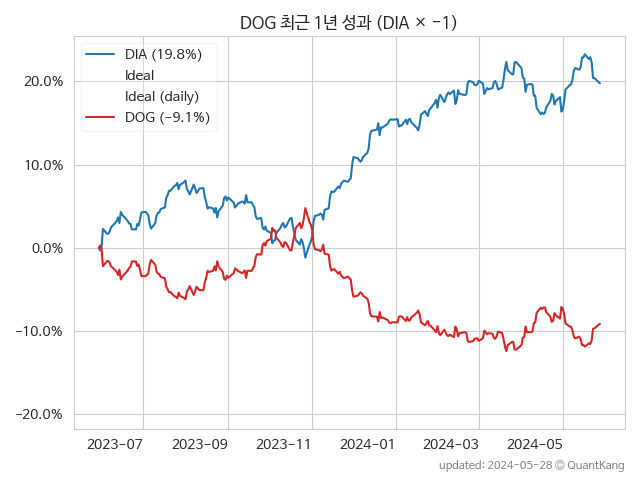 DOG 최근 1년 성과 (DIA × −1)
DIA (19.8%)
Ideal
Ideal (daily)
DOG (−9.1%)
20.0%
10.0%
0.0%
−10.0%
−20.0%
2023−07 2023−09 2023−11 2024−01 2024−03 2024−05
updated: 2024−05−28 © QuantKang